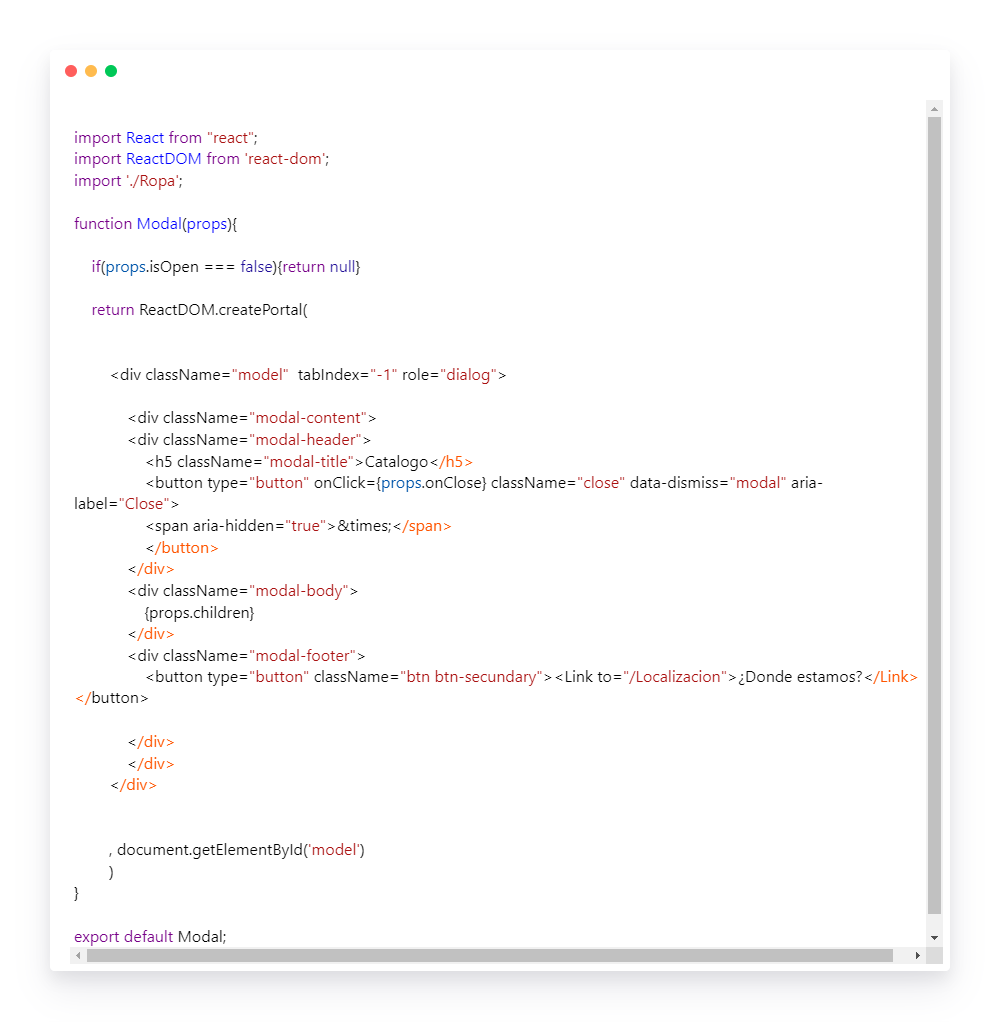 import React from "react";
import ReactDOM from 'react-dom';
import './Ropa';
function Modal(props){
if(props.isOpen === false){return null}
return ReactDOM.createPortal(
<div className="model"  tabIndex="-1" role="dialog">
<div className="modal-content">
<div className="modal-header">
<h5 className="modal-title">Catalogo</h5>
<button type="button" onClick={props.onClose} className="close" data-dismiss="modal" aria-
label="Close">
<span aria-hidden="true">&times;</span>
</button>
</div>
<div className="modal-body">
{props.children}
</div>
<div className="modal-footer">
<button type="button" className="btn btn-secundary"><Link to="/Localizacion">¿Donde estamos?</Link>
</button>
</div>
</div>
</div>
, document.getElementById('model')
)
}
export default Modal;